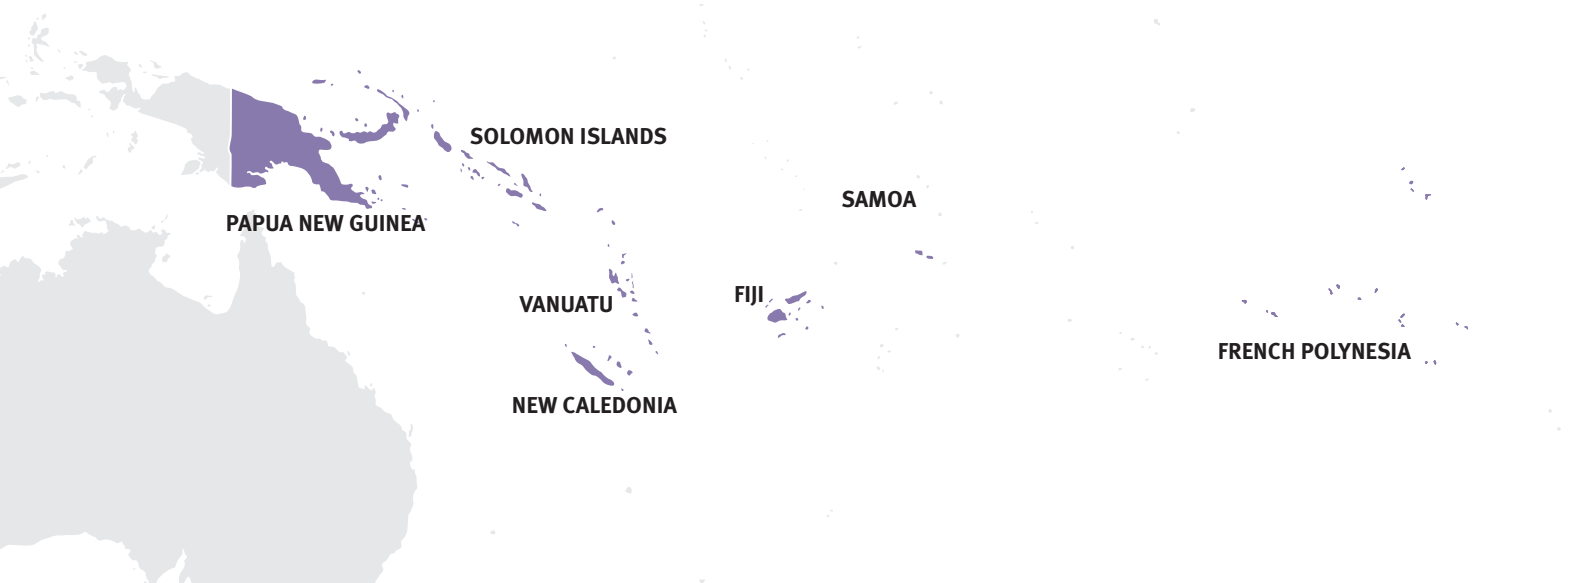 SOLOMON ISLANDS
SAMOA
PAPUA NEW GUINEA
FIJI
VANUATU
FRENCH POLYNESIA
NEW CALEDONIA